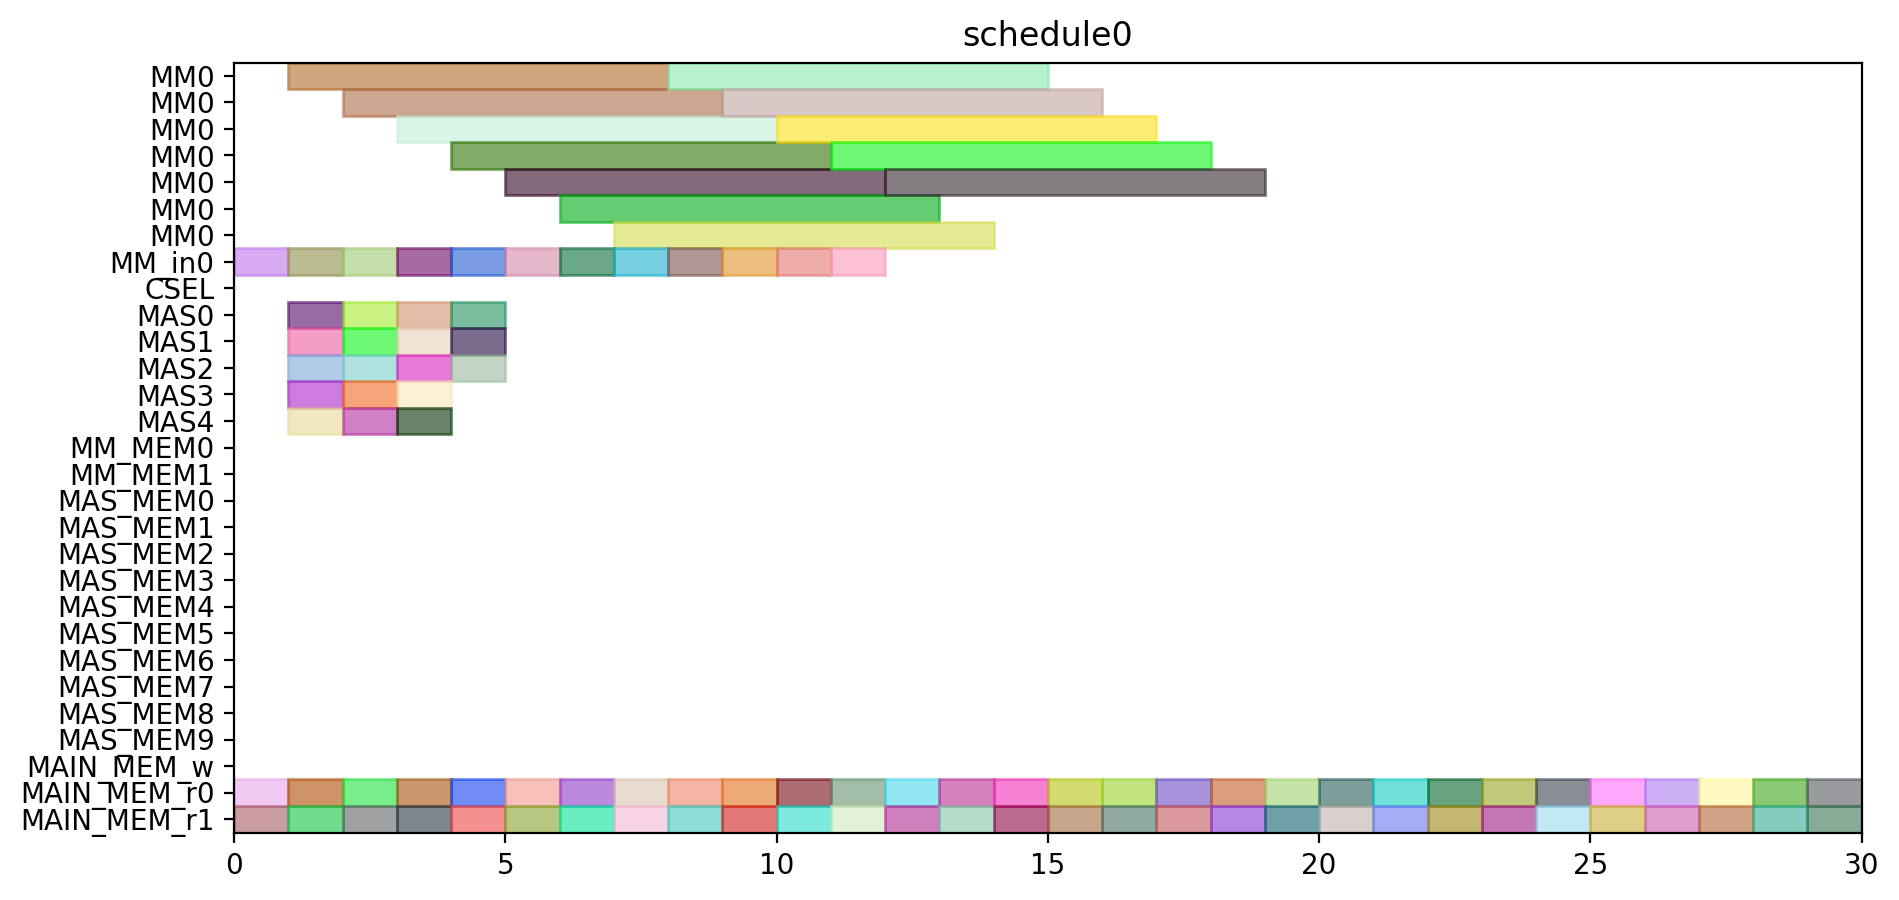 schedule0
MM0
MM0
MM0
MM0
MM0
MM0
MM0
MM_in0
CSEL
MAS0
MAS1
MAS2
MAS3
MAS4
MM_MEM0
MM_MEM1
MAS_MEM0
MAS_MEM1
MAS_MEM2
MAS_MEM3
MAS_MEM4
MAS_MEM5
MAS_MEM6
MAS_MEM7
MAS_MEM8
MAS_MEM9
MAIN_MEM_w
MAIN_MEM_r0
MAIN_MEM_r1
0 5 10 15 20 25 30